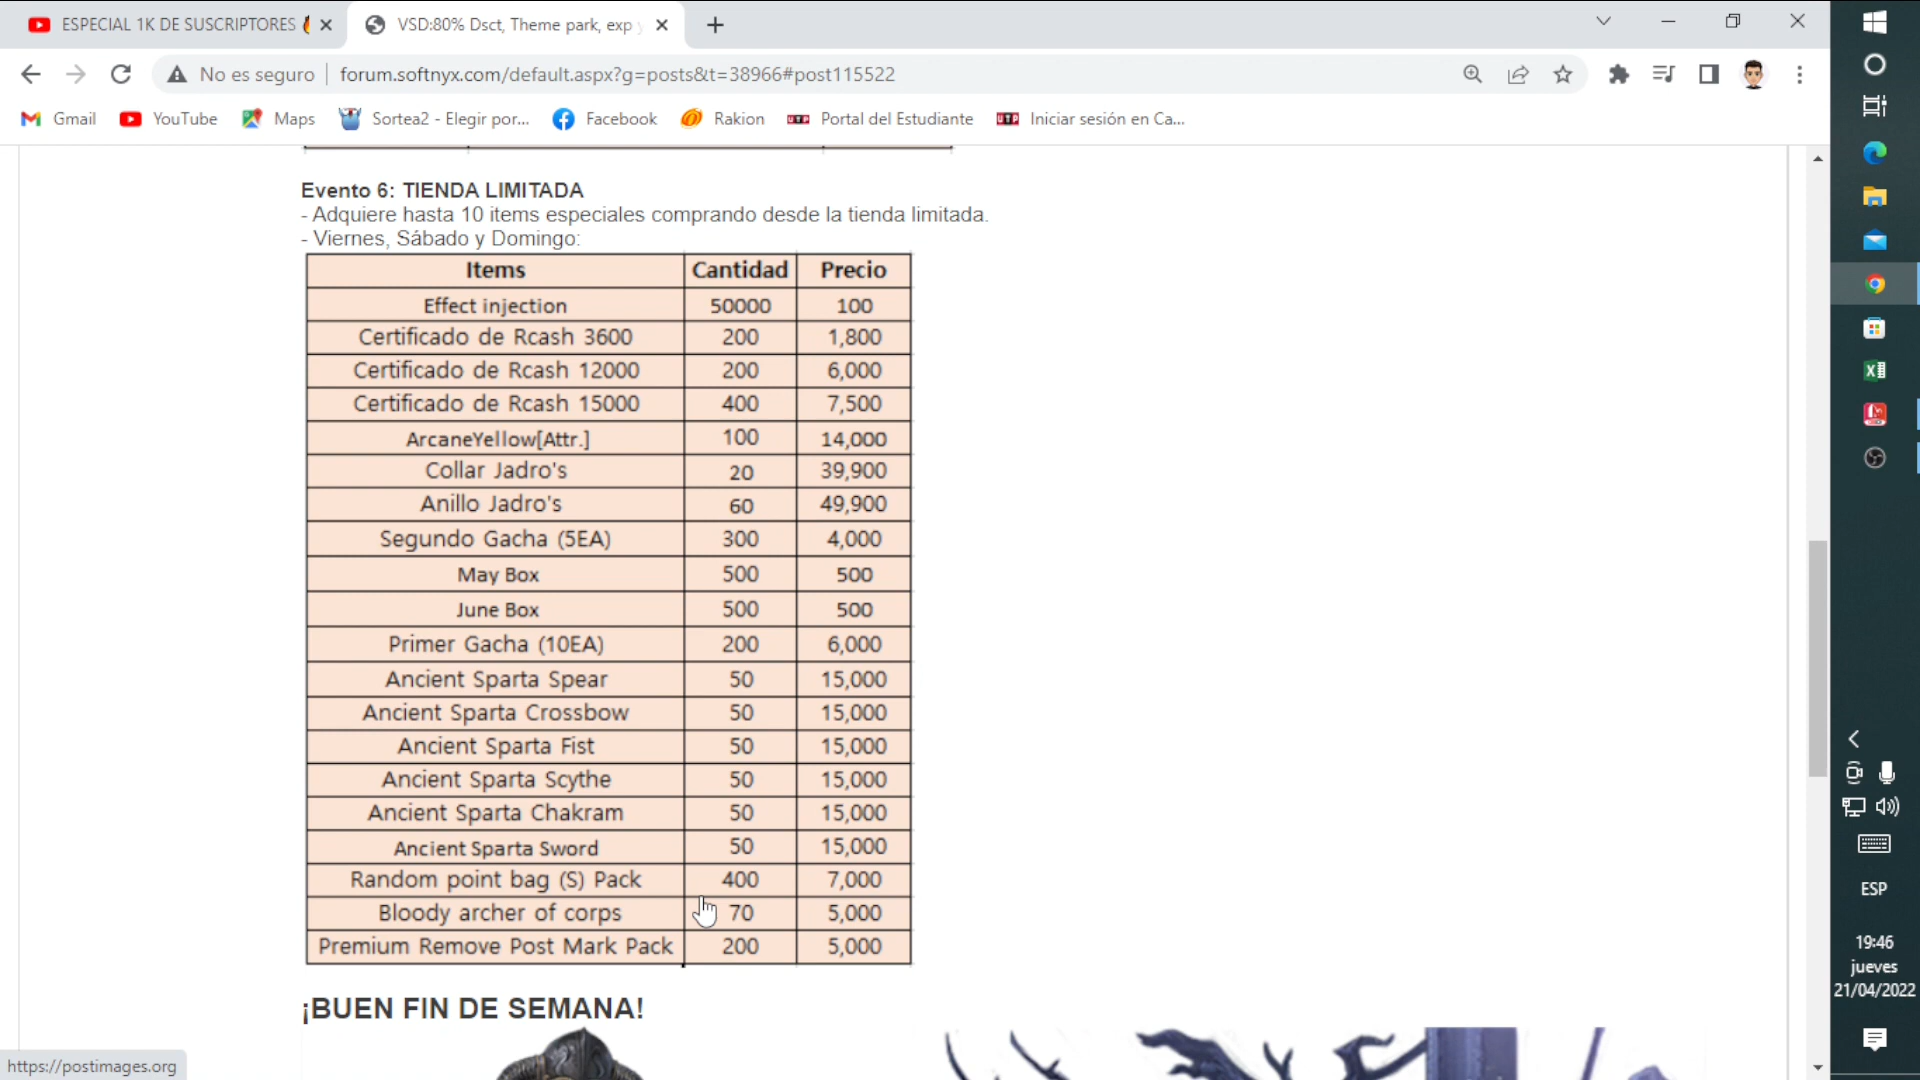 ESPECIAL 1K DE SUSCRIPTORES
VSD:80% Dsct, Theme park, exp
No es seguro
forum.softnyx.com/default.aspx?g=posts&t=38966#post115522
Gmail YouTube Maps Sortea2 - Elegir por... Facebook Rakion Portal del Estudiante Iniciar sesión en Ca...
Evento 6: TIENDA LIMITADA
- Adquiere hasta 10 items especiales comprando desde la tienda limitada.
- Viernes, Sábado y Domingo:
Items Cantidad Precio
Effect injection 50000 100
Certificado de Rcash 3600 200 1,800
Certificado de Rcash 12000 200 6,000
Certificado de Rcash 15000 400 7,500
ArcaneYellow[Attr.] 100 14,000
Collar Jadro's 20 39,900
Anillo Jadro's 60 49,900
Segundo Gacha (5EA) 300 4,000
May Box 500 500
June Box 500 500
Primer Gacha (10EA) 200 6,000
Ancient Sparta Spear 50 15,000
Ancient Sparta Crossbow 50 15,000
Ancient Sparta Fist 50 15,000
Ancient Sparta Scythe 50 15,000
Ancient Sparta Chakram 50 15,000
Ancient Sparta Sword 50 15,000
Random point bag (S) Pack 400 7,000
Bloody archer of corps 70 5,000
Premium Remove Post Mark Pack 200 5,000
¡BUEN FIN DE SEMANA!
https://postimages.org
ESP
19:46
jueves
21/04/2022